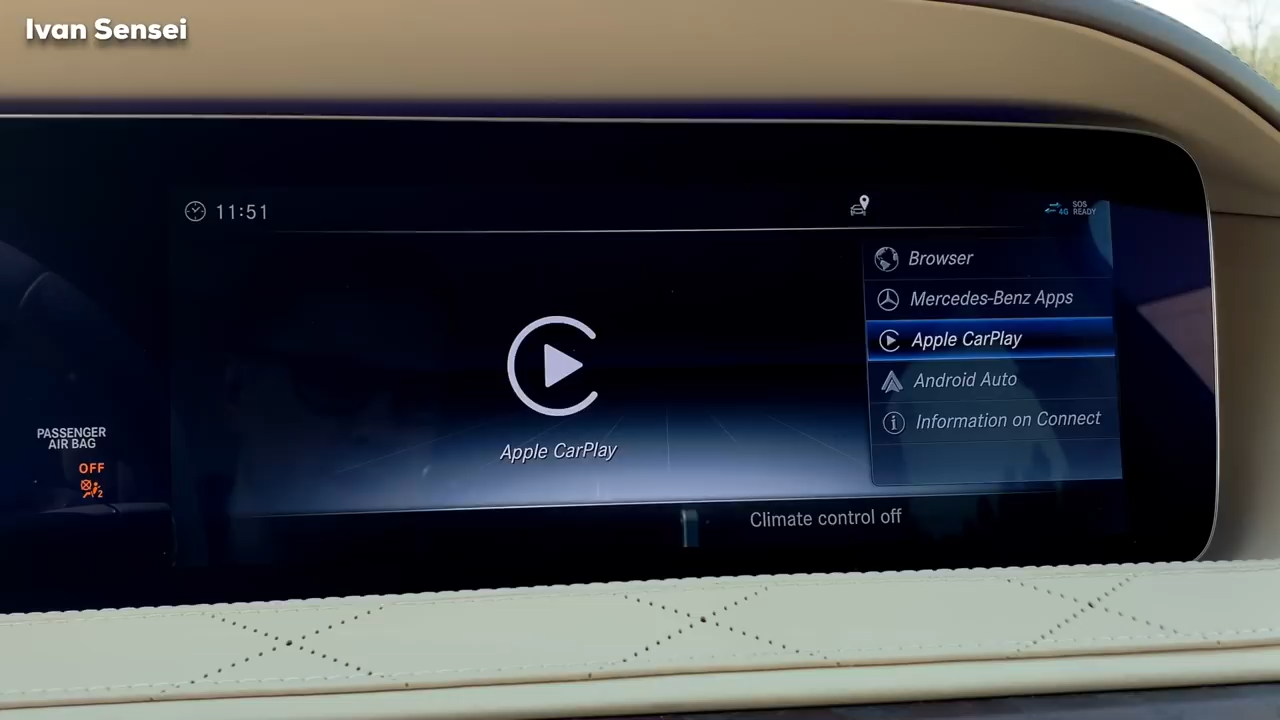 Ivan Sensei
11:51
4G
SOS
READY
Browser
Mercedes-Benz Apps
Apple CarPlay
Android Auto
Information on Connect
Apple CarPlay
PASSENGER
AIR BAG
OFF
2
Climate control off